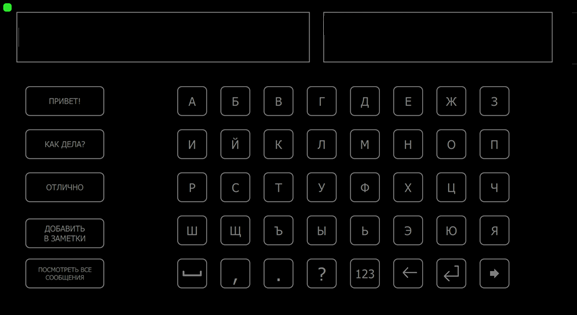 ПРИВЕТ!
А Б В Г Д Е Ж З
КАК ДЕЛА?
И Й К Л М Н О П
ОТЛИЧНО
Р С Т У Ф Х Ц Ч
ДОБАВИТЬ
В ЗАМЕТКИ
Ш Щ Ъ Ы Ь Э Ю Я
ПОСМОТРЕТЬ ВСЕ
СООБЩЕНИЯ
, . ? 123